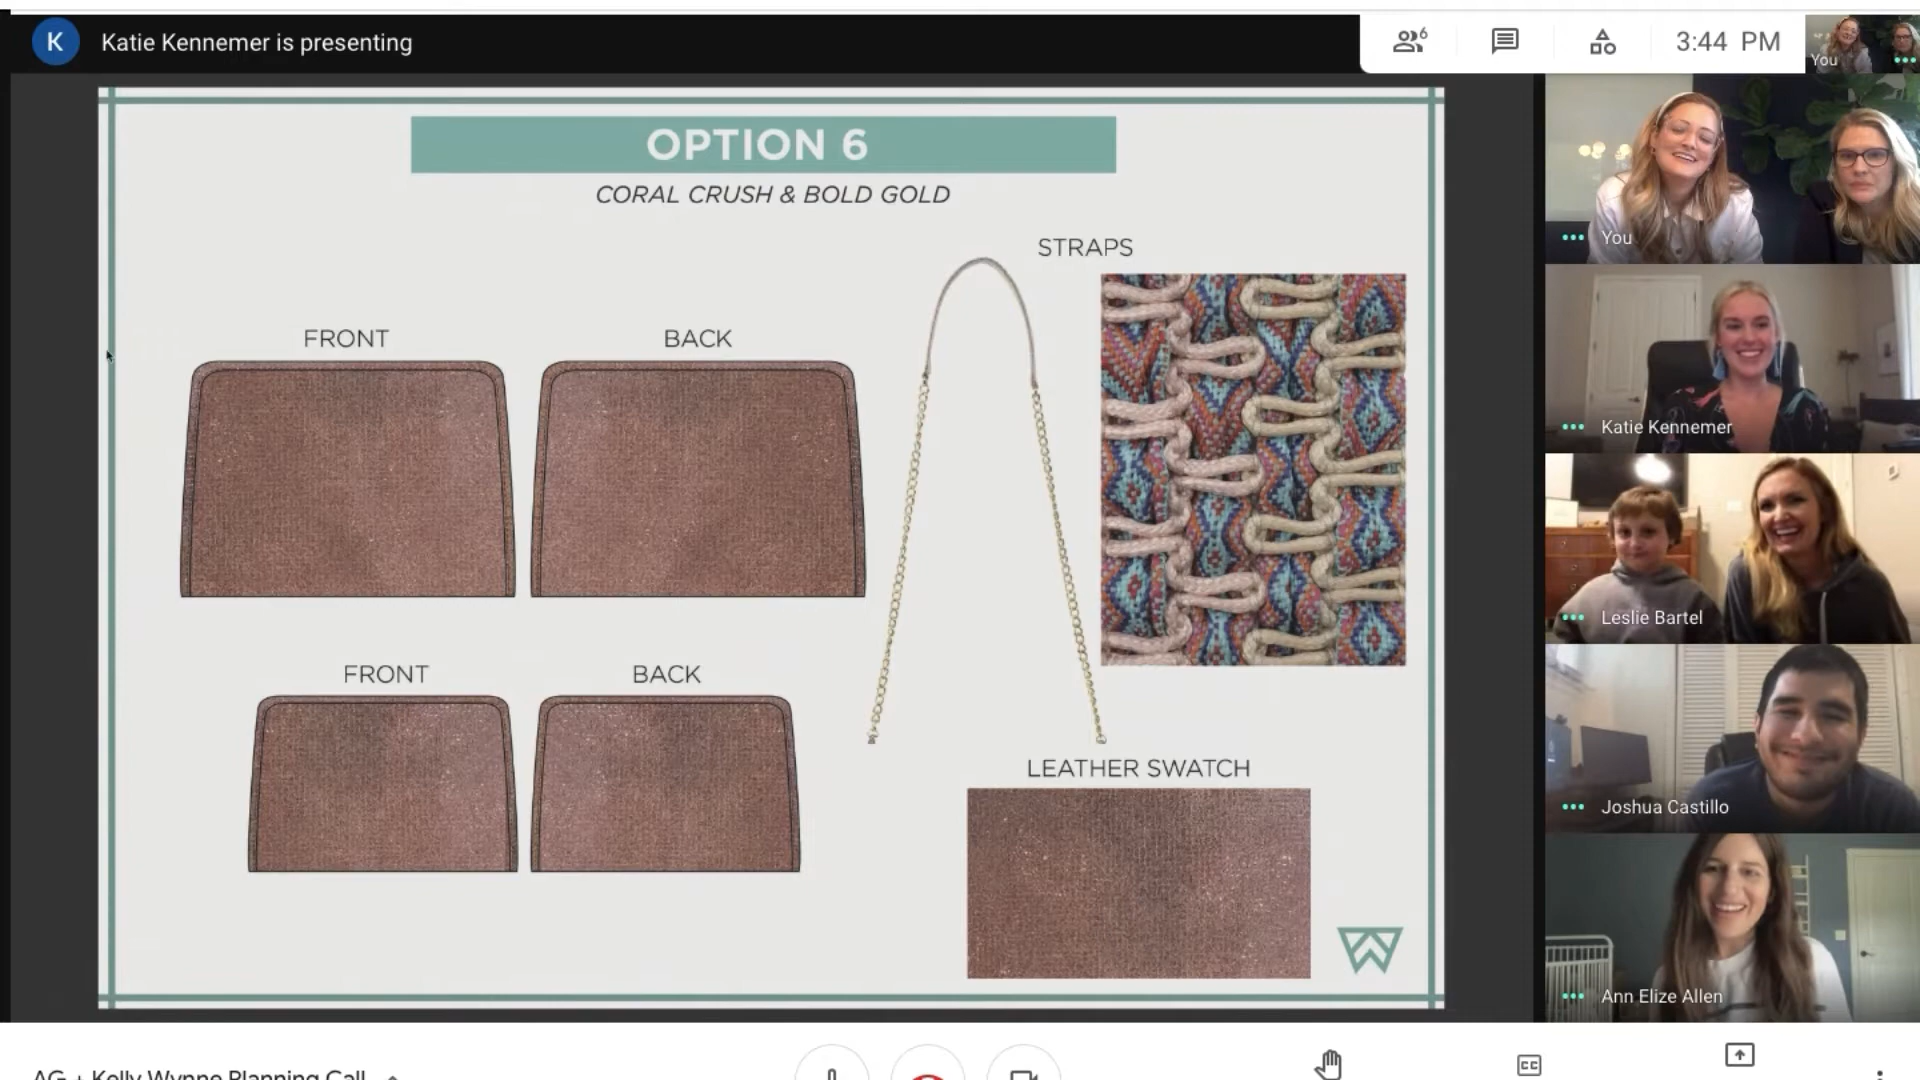 K
Katie Kennemer is presenting
6
3:44 PM
You
OPTION 6
CORAL CRUSH & BOLD GOLD
STRAPS
FRONT
BACK
FRONT
BACK
LEATHER SWATCH
You
Katie Kennemer
Leslie Bartel
Joshua Castillo
Ann Elize Allen
AG + Kelly Wynne Planning Call
CC